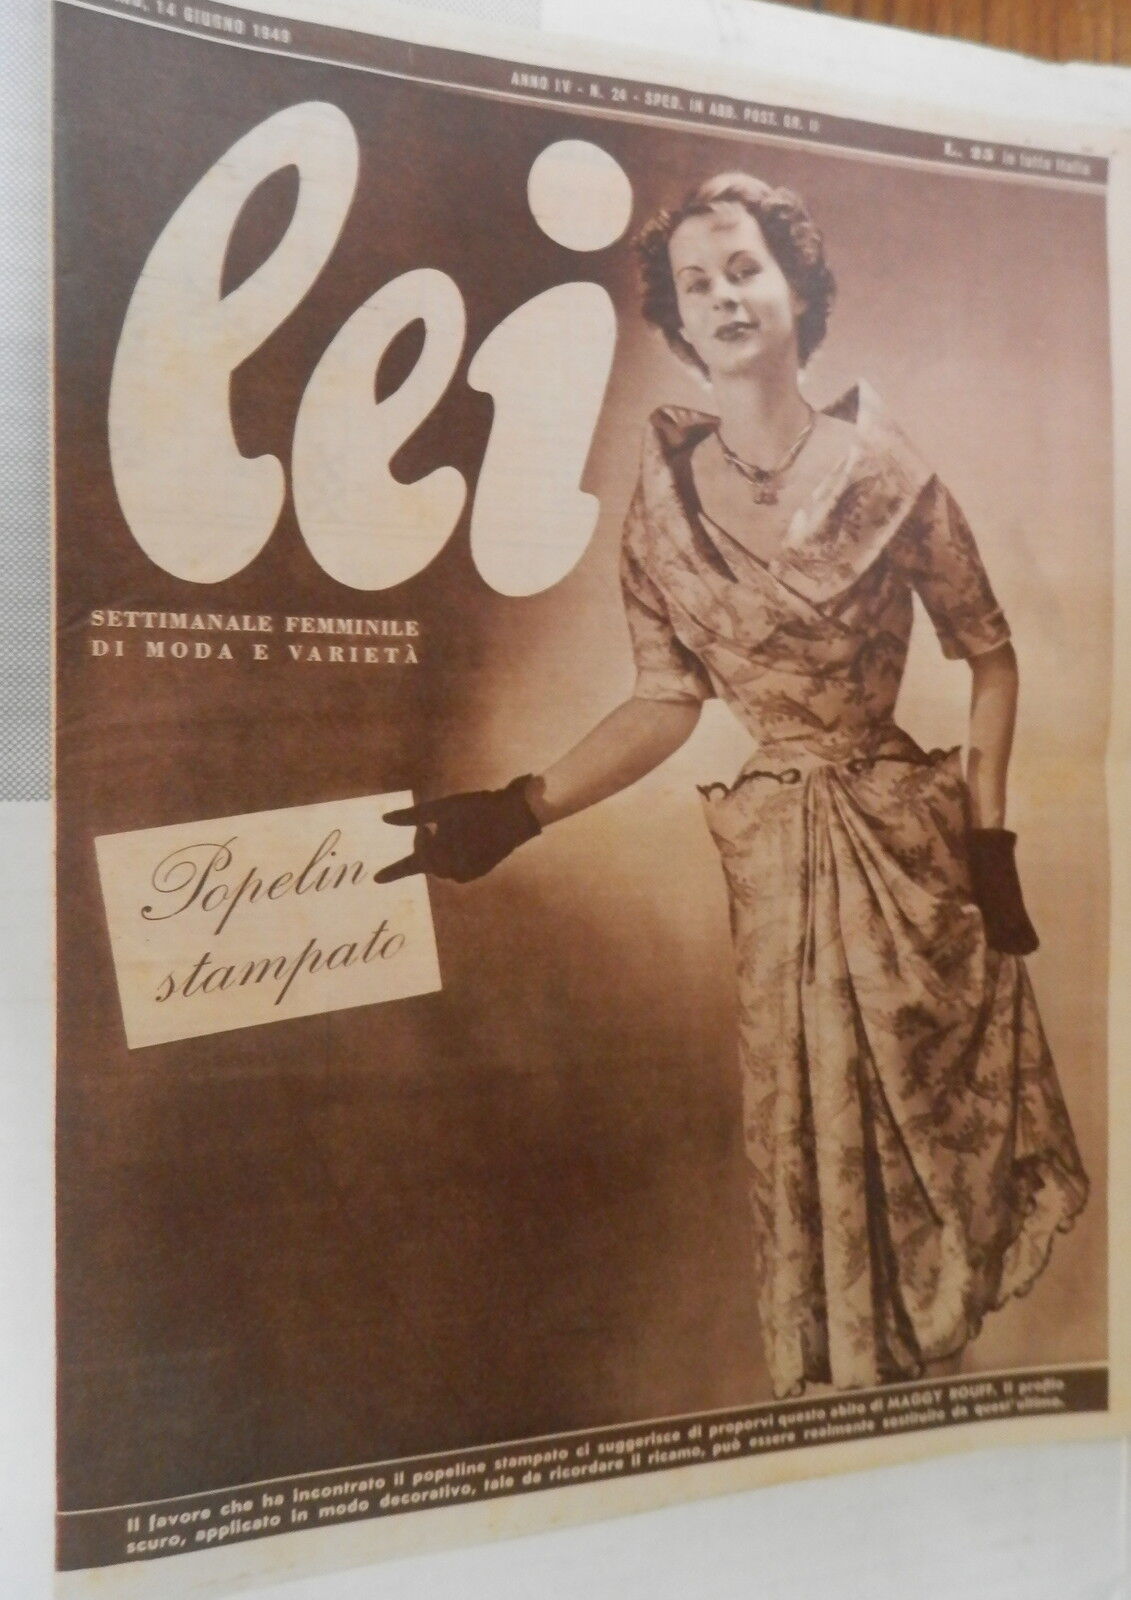 14 GIUGNO 1949
ANNO IV - N. 24 - SPED. IN ABB. POST. GR. II
L. 25 in tutta Italia
lei
SETTIMANALE FEMMINILE
DI MODA E VARIETÀ
Popelin
stampato
Il favore che ha incontrato il popeline stampato ci suggerisce di proporvi questo abito di MAGGY ROUFF. Il profilo
scuro, applicato in modo decorativo, tale da ricordare il ricamo, può essere realmente sostituito da quest'ultimo.